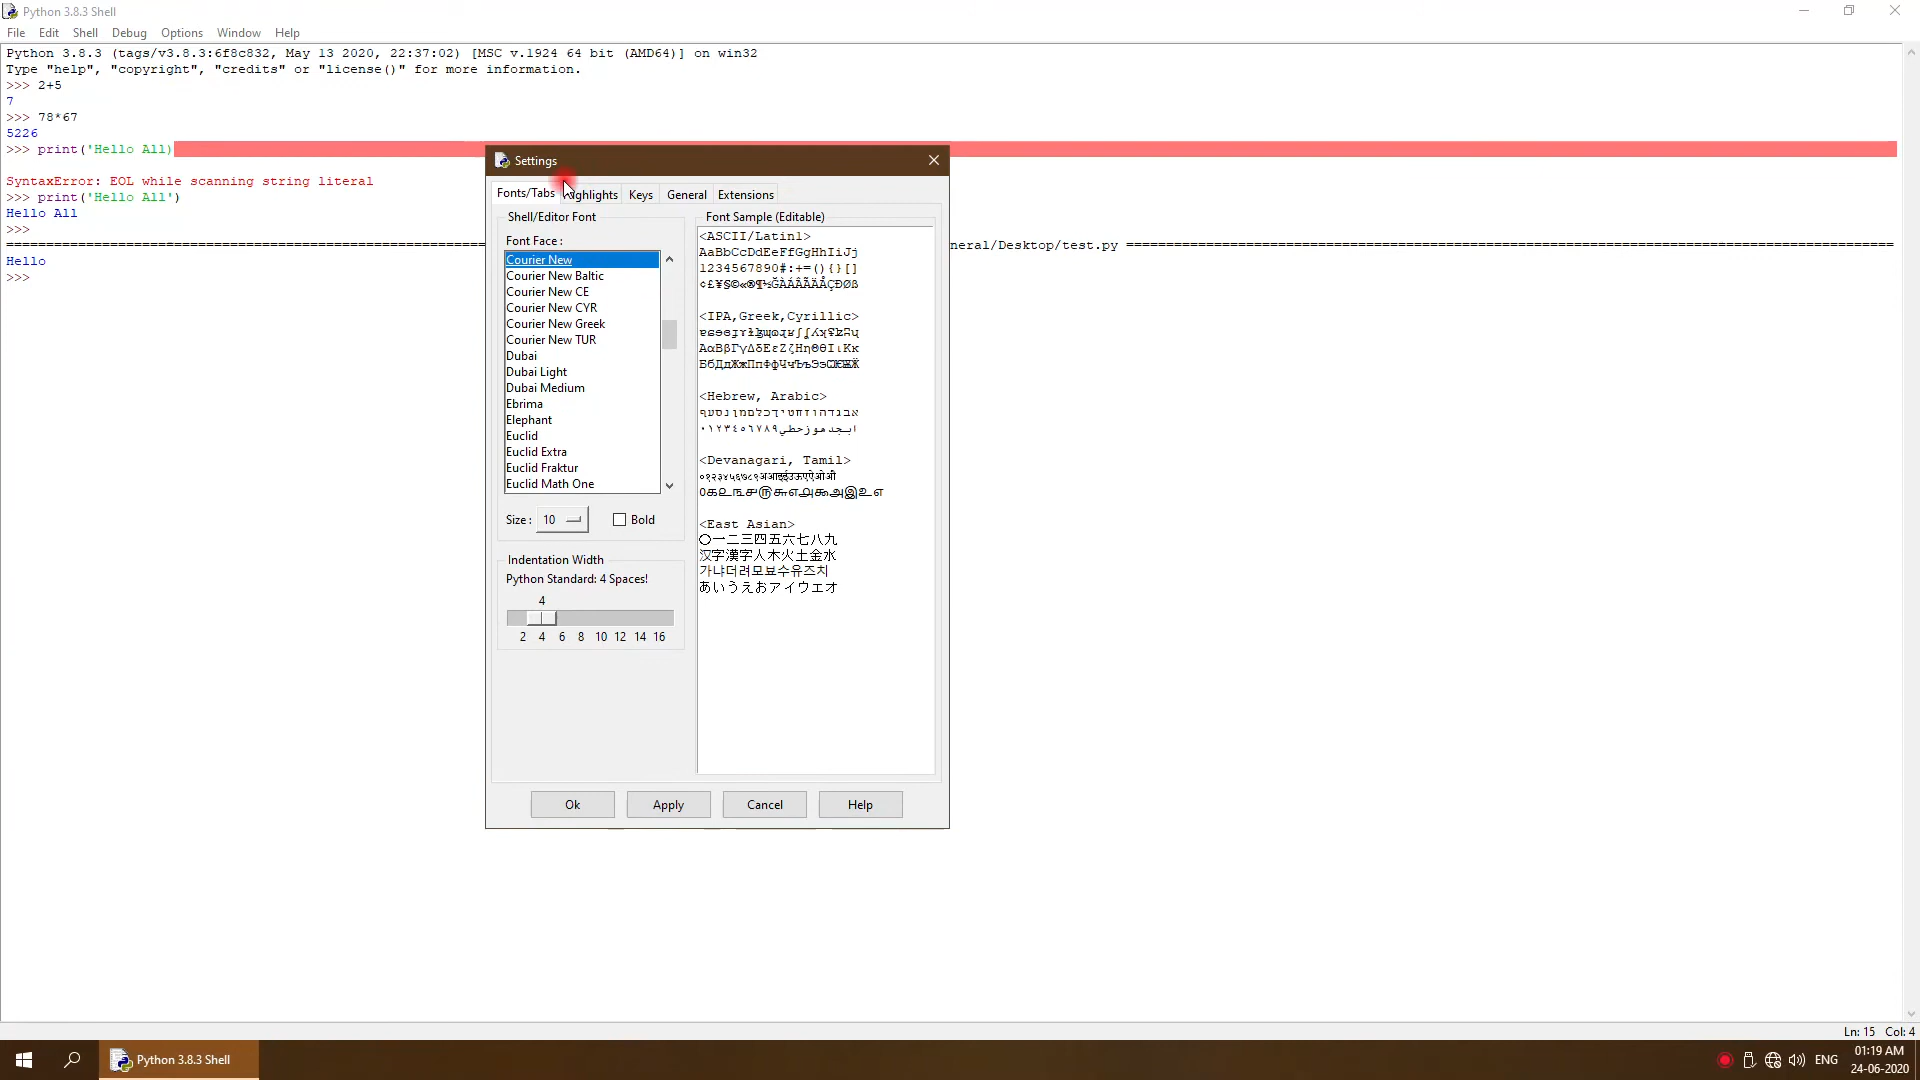 Python 3.8.3 Shell
File Edit Shell Debug Options Window Help
Python 3.8.3 (tags/v3.8.3:6f8c832, May 13 2020, 22:37:02) [MSC v.1924 64 bit (AMD64)] on win32
Type "help", "copyright", "credits" or "license()" for more information.
>>> 2+5
7
>>> 78*67
5226
>>> print('Hello All)
SyntaxError: EOL while scanning string literal
>>> print('Hello All')
Hello All
>>>
neral/Desktop/test.py
Hello
>>>
Settings
Fonts/Tabs ighlights Keys General Extensions
Shell/Editor Font
Font Face :
Courier New
Courier New Baltic
Courier New CE
Courier New CYR
Courier New Greek
Courier New TUR
Dubai
Dubai Light
Dubai Medium
Ebrima
Elephant
Euclid
Euclid Extra
Euclid Fraktur
Euclid Math One
Size : 10 Bold
Indentation Width
Python Standard: 4 Spaces!
4
2 4 6 8 10 12 14 16
Font Sample (Editable)
<ASCII/Latin1>
AaBbCcDdEeFfGgHhIiJj
1234567890#:+=(){}[]
<IPA,Greek,Cyrillic>
ΑαΒβΓγΔδΕεΖζΗηΘθΙιΚκ
<Hebrew, Arabic>
אבגדהוזחטיךכלםמןנסעף
<Devanagari, Tamil>
<East Asian>
〇一二三四五六七八九
汉字漢字人木火土金水
가냐더려모뵤수유즈치
あいうえおアイウエオ
Ok Apply Cancel Help
Ln: 15 Col: 4
Python 3.8.3 Shell
ENG
01:19 AM
24-06-2020